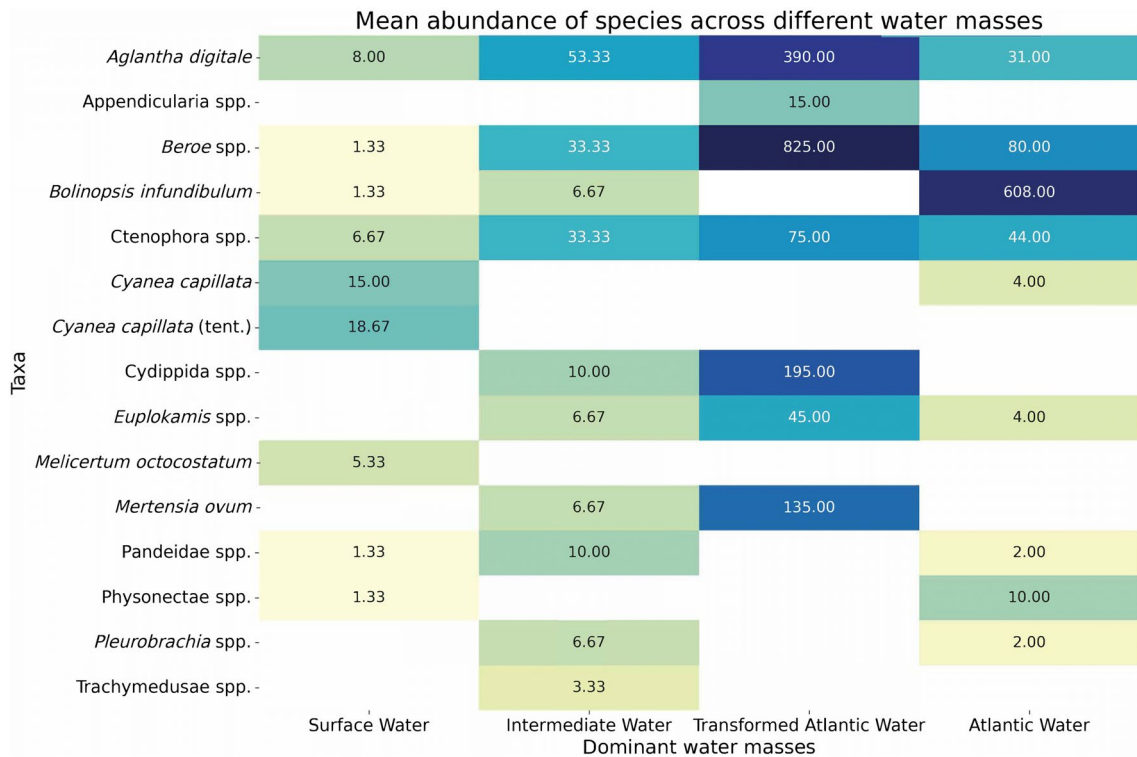 Mean abundance of species across different water masses
Aglantha digitale 8.00 53.33 390.00 31.00
Appendicularia spp. 15.00
Beroe spp. 1.33 33.33 825.00 80.00
Bolinopsis infundibulum 1.33 6.67 608.00
Ctenophora spp. 6.67 33.33 75.00 44.00
Cyanea capillata 15.00 4.00
Cyanea capillata (tent.) 18.67
Cydippida spp. 10.00 195.00
Euplokamis spp. 6.67 45.00 4.00
Melicertum octocostatum 5.33
Mertensia ovum 6.67 135.00
Pandeidae spp. 1.33 10.00 2.00
Physonectae spp. 1.33 10.00
Pleurobrachia spp. 6.67 2.00
Trachymedusae spp. 3.33
Taxa
Surface Water Intermediate Water Transformed Atlantic Water Atlantic Water
Dominant water masses